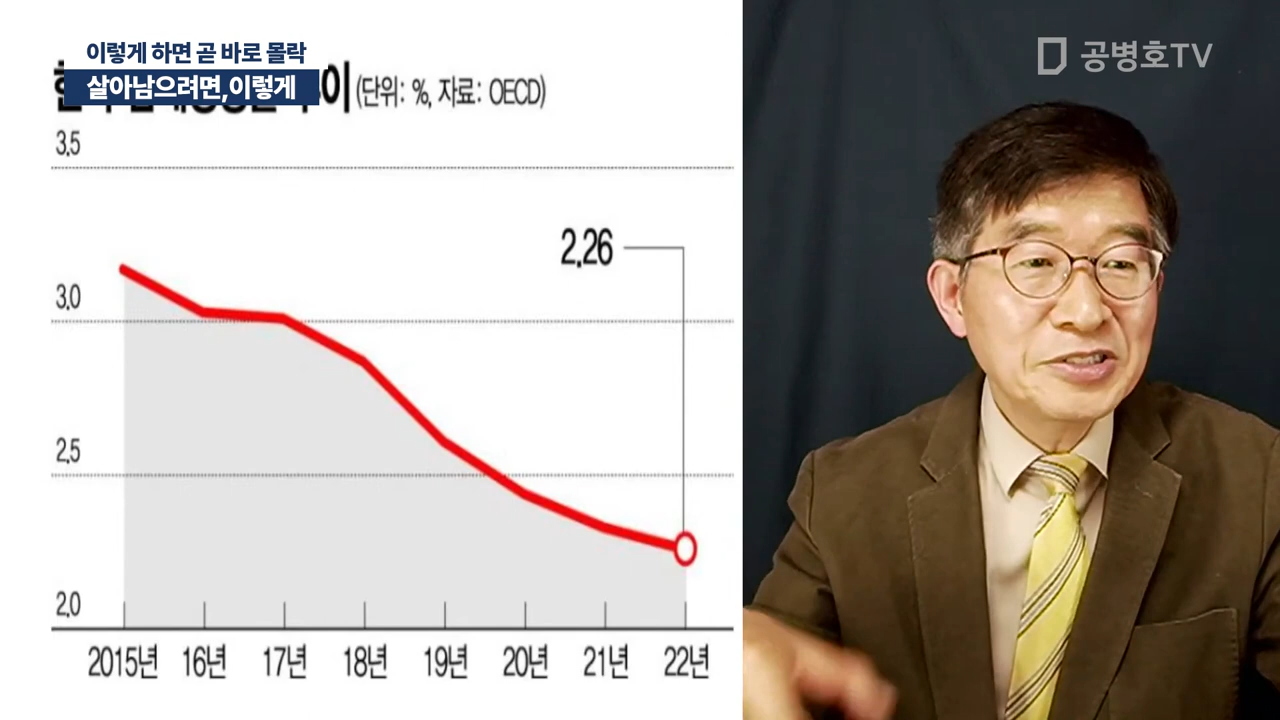 이렇게 하면 곧 바로 몰락
살아남으려면,이렇게
(단위: %, 자료: OECD)
공병호TV
3.5
2.26
3.0
2.5
2.0
2015년 16년 17년 18년 19년 20년 21년 22년